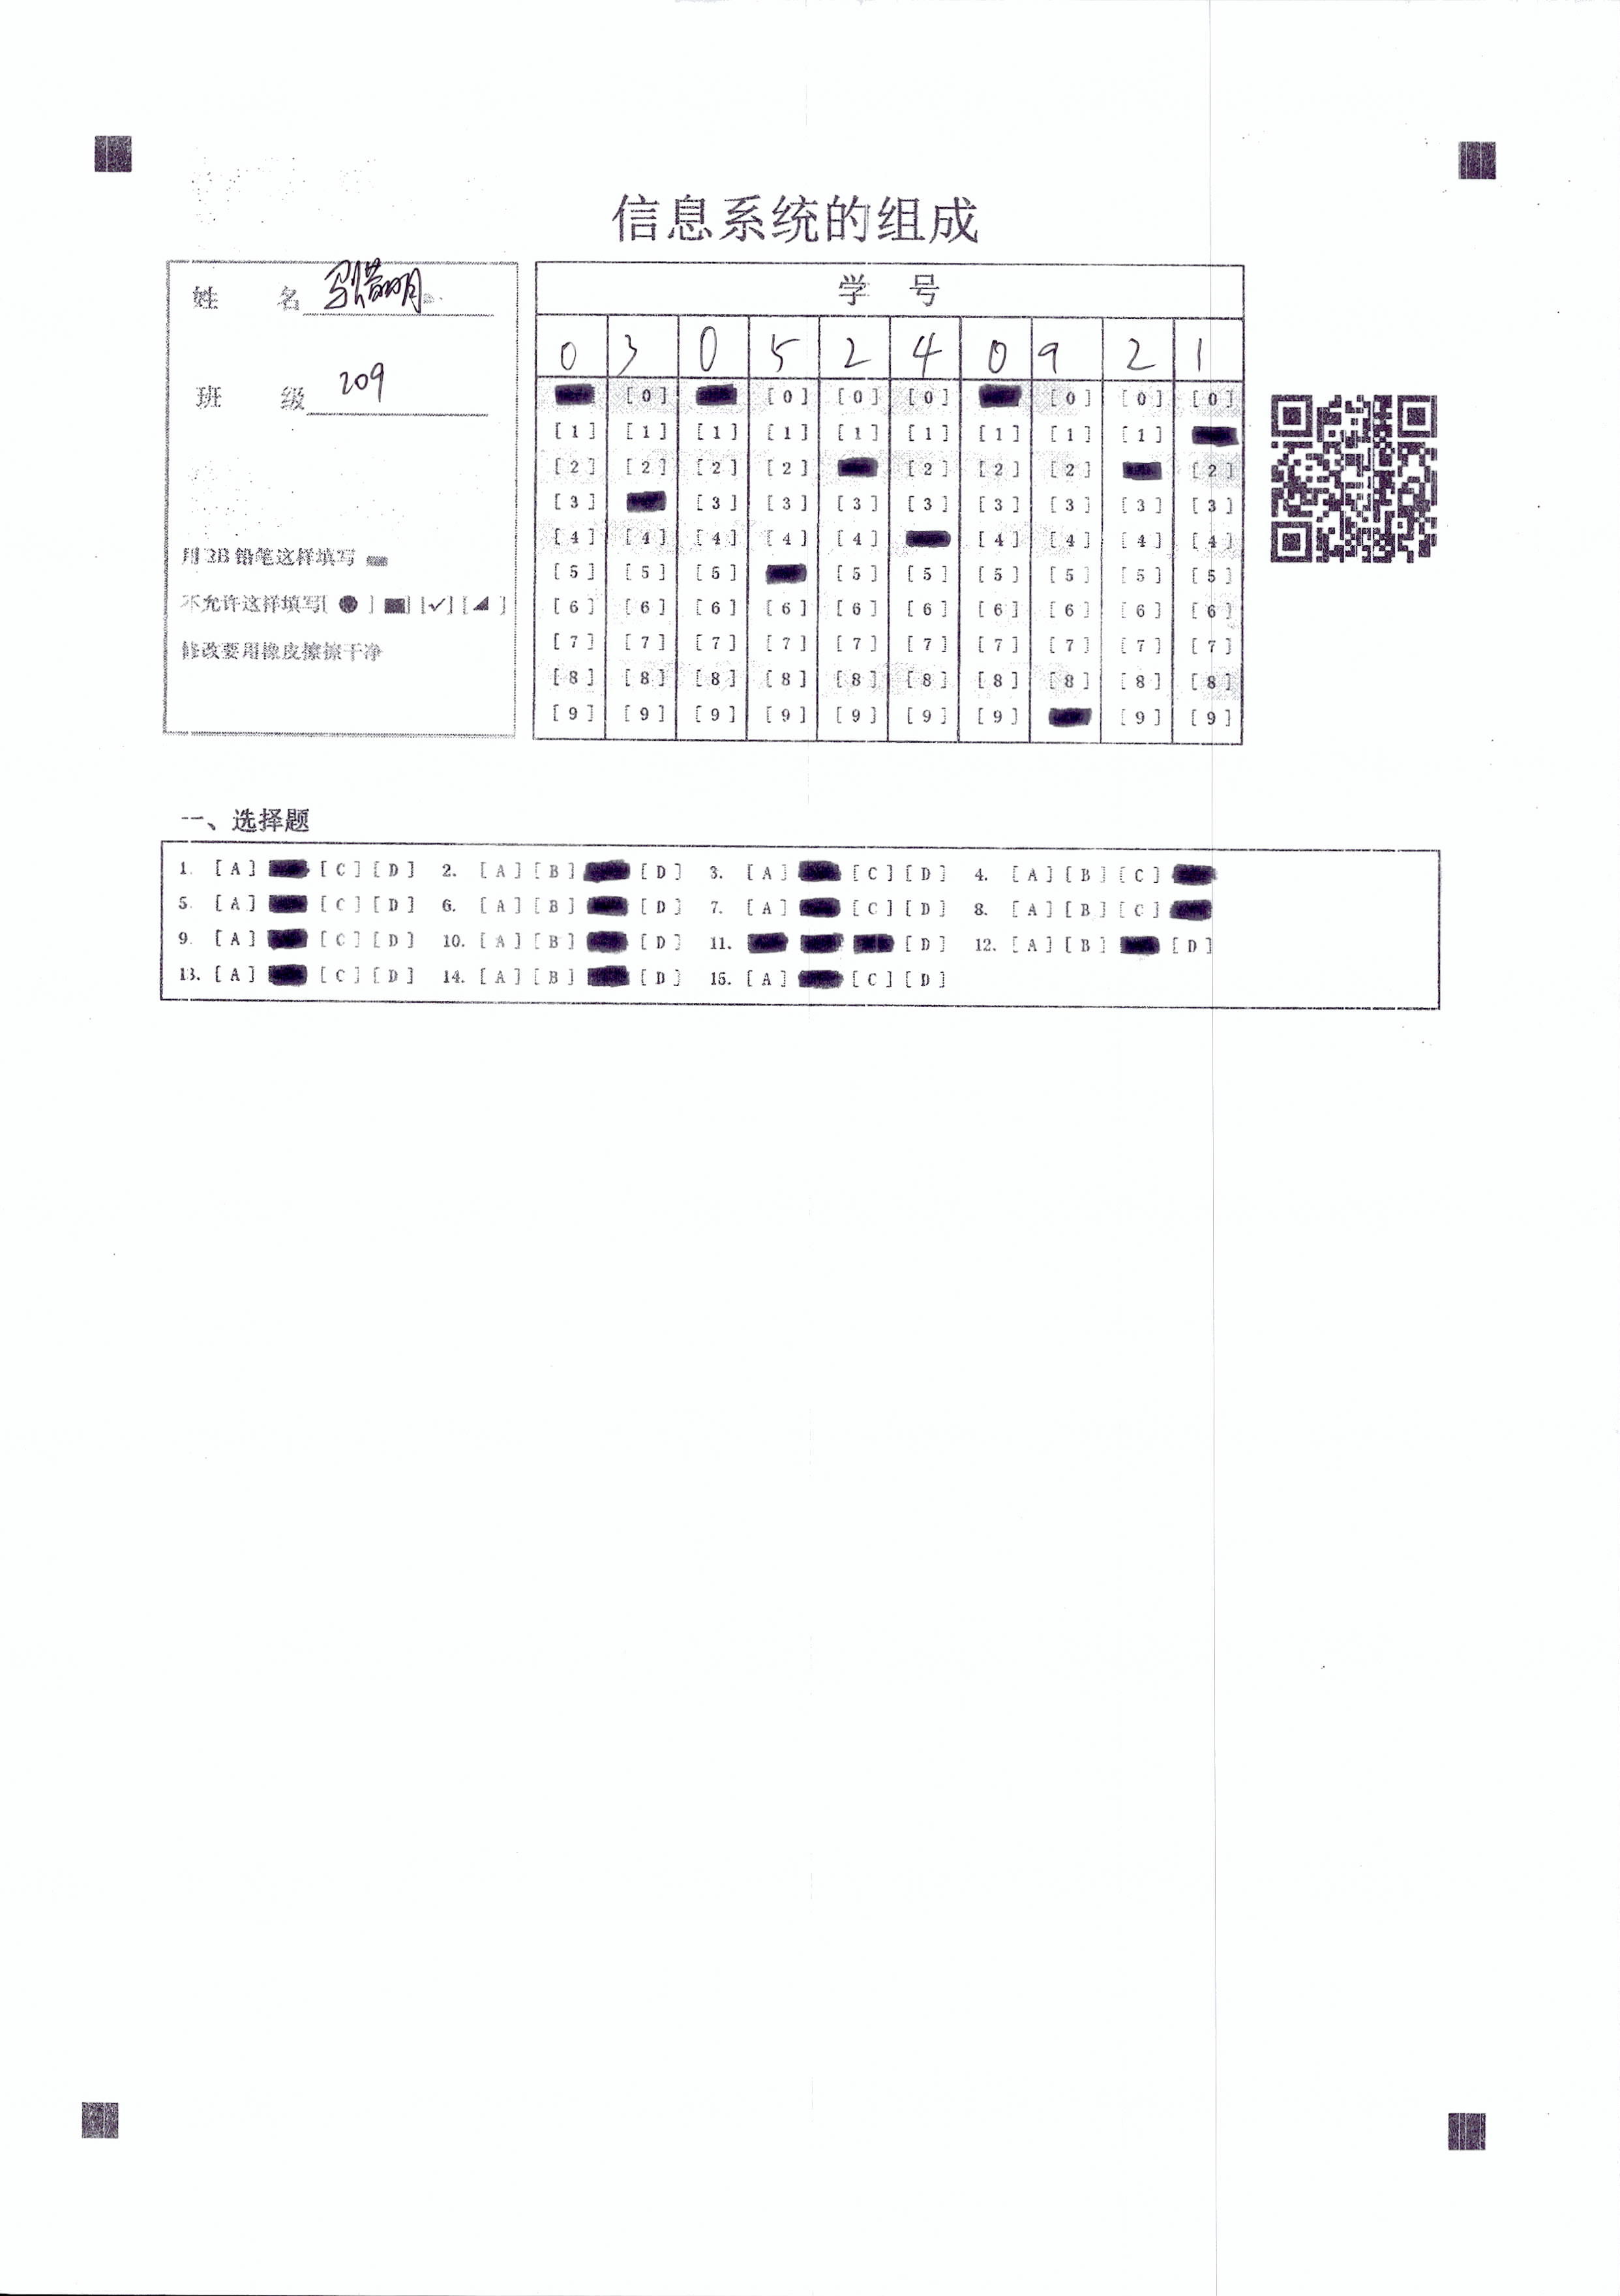 信息系统的组成
姓 名
班 级 209
用3B铅笔这样填写
不允许这样填写[ ● ] [■] [✓] [◢ ]
修改要用橡皮擦擦干净
学 号
0 3 0 5 2 4 0 9 2 1
[0] [0] [0] [0] [0] [0] [0]
[1] [1] [1] [1] [1] [1] [1] [1] [1]
[2] [2] [2] [2] [2] [2] [2] [2]
[3] [3] [3] [3] [3] [3] [3] [3] [3]
[4] [4] [4] [4] [4] [4] [4] [4] [4]
[5] [5] [5] [5] [5] [5] [5] [5] [5]
[6] [6] [6] [6] [6] [6] [6] [6] [6] [6]
[7] [7] [7] [7] [7] [7] [7] [7] [7] [7]
[8] [8] [8] [8] [8] [8] [8] [8] [8] [8]
[9] [9] [9] [9] [9] [9] [9] [9] [9]
一、选择题
1. [A] [C] [D] 2. [A] [B] [D] 3. [A] [C] [D] 4. [A] [B] [C]
5. [A] [C] [D] 6. [A] [B] [D] 7. [A] [C] [D] 8. [A] [B] [C]
9. [A] [C] [D] 10. [A] [B] [D] 11. [D] 12. [A] [B] [D]
13. [A] [C] [D] 14. [A] [B] [D] 15. [A] [C] [D]